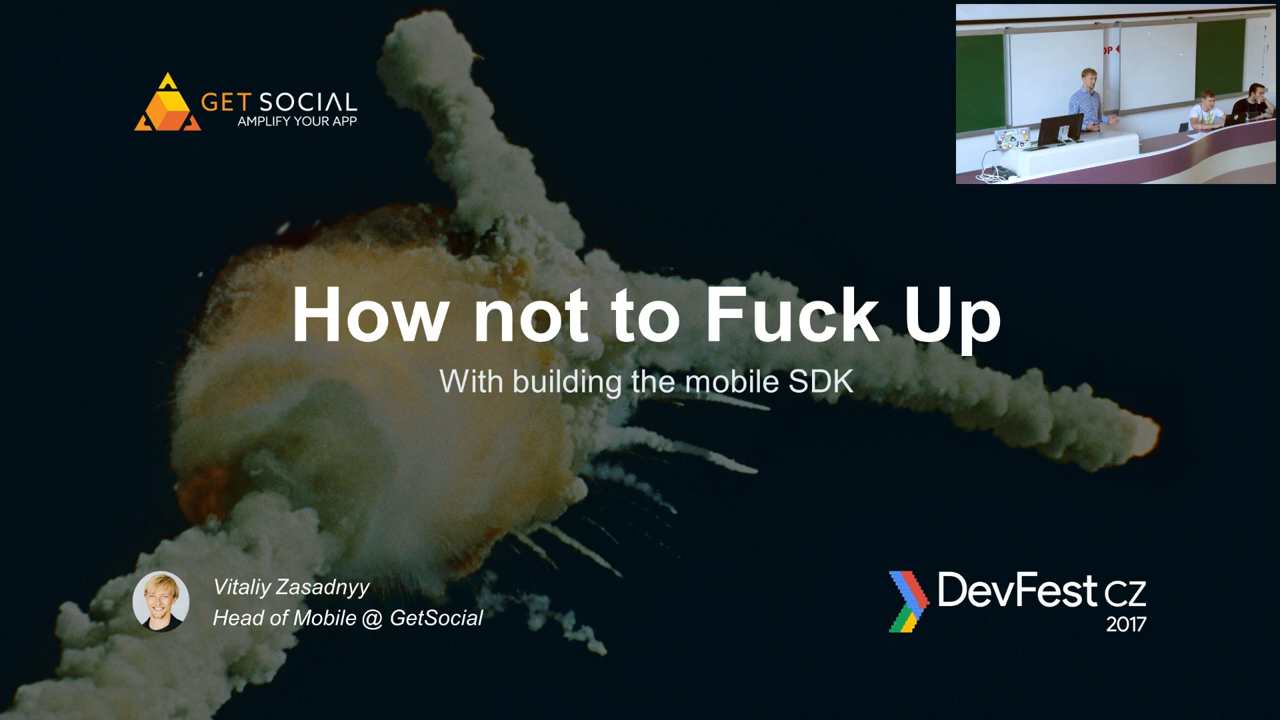 GET SOCIAL
AMPLIFY YOUR APP
How not to Fuck Up
With building the mobile SDK
Vitaliy Zasadnyy
Head of Mobile @ GetSocial
DevFest CZ
2017